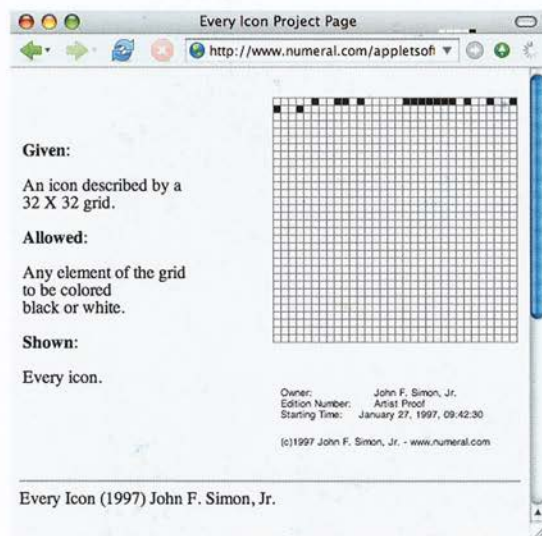 Every Icon Project Page
http://www.numeral.com/appletsoft
Given:
An icon described by a
32 X 32 grid.
Allowed:
Any element of the grid
to be colored
black or white.
Shown:
Every icon.
Owner: John F. Simon, Jr.
Edition Number: Artist Proof
Starting Time: January 27, 1997, 09:42:30
(c)1997 John F. Simon, Jr. - www.numeral.com
Every Icon (1997) John F. Simon, Jr.